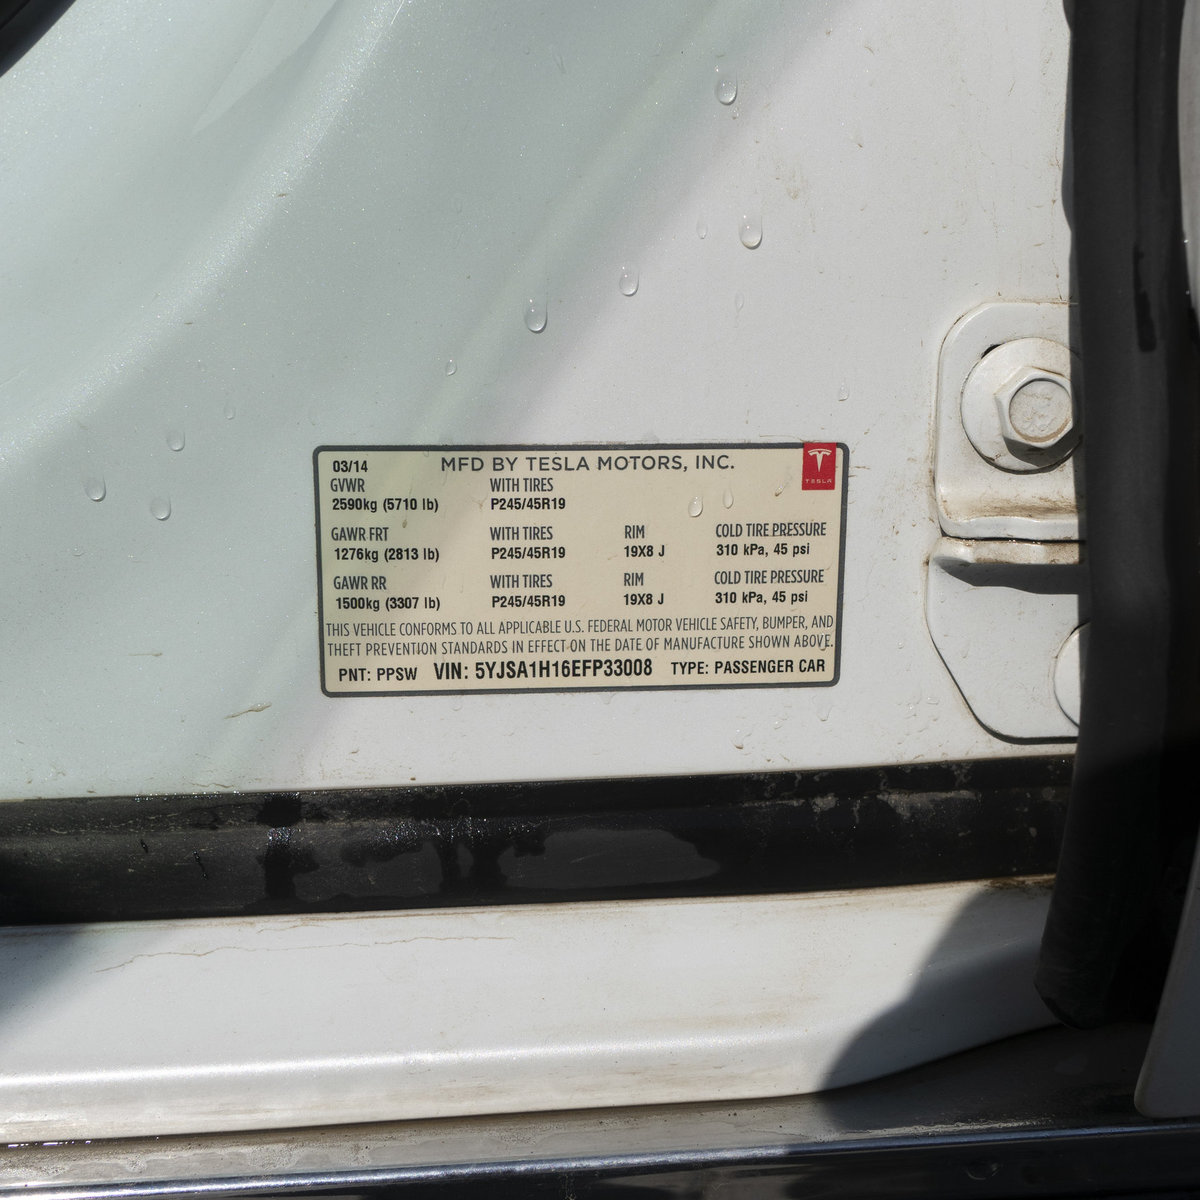 03/14 MFD BY TESLA MOTORS, INC.
TESLA
GVWR WITH TIRES
2590kg (5710 lb) P245/45R19
GAWR FRT WITH TIRES RIM COLD TIRE PRESSURE
1276kg (2813 lb) P245/45R19 19X8 J 310 kPa, 45 psi
GAWR RR WITH TIRES RIM COLD TIRE PRESSURE
1500kg (3307 lb) P245/45R19 19X8 J 310 kPa, 45 psi
THIS VEHICLE CONFORMS TO ALL APPLICABLE U.S. FEDERAL MOTOR VEHICLE SAFETY, BUMPER, AND
THEFT PREVENTION STANDARDS IN EFFECT ON THE DATE OF MANUFACTURE SHOWN ABOVE.
PNT: PPSW VIN: 5YJSA1H16EFP33008 TYPE: PASSENGER CAR